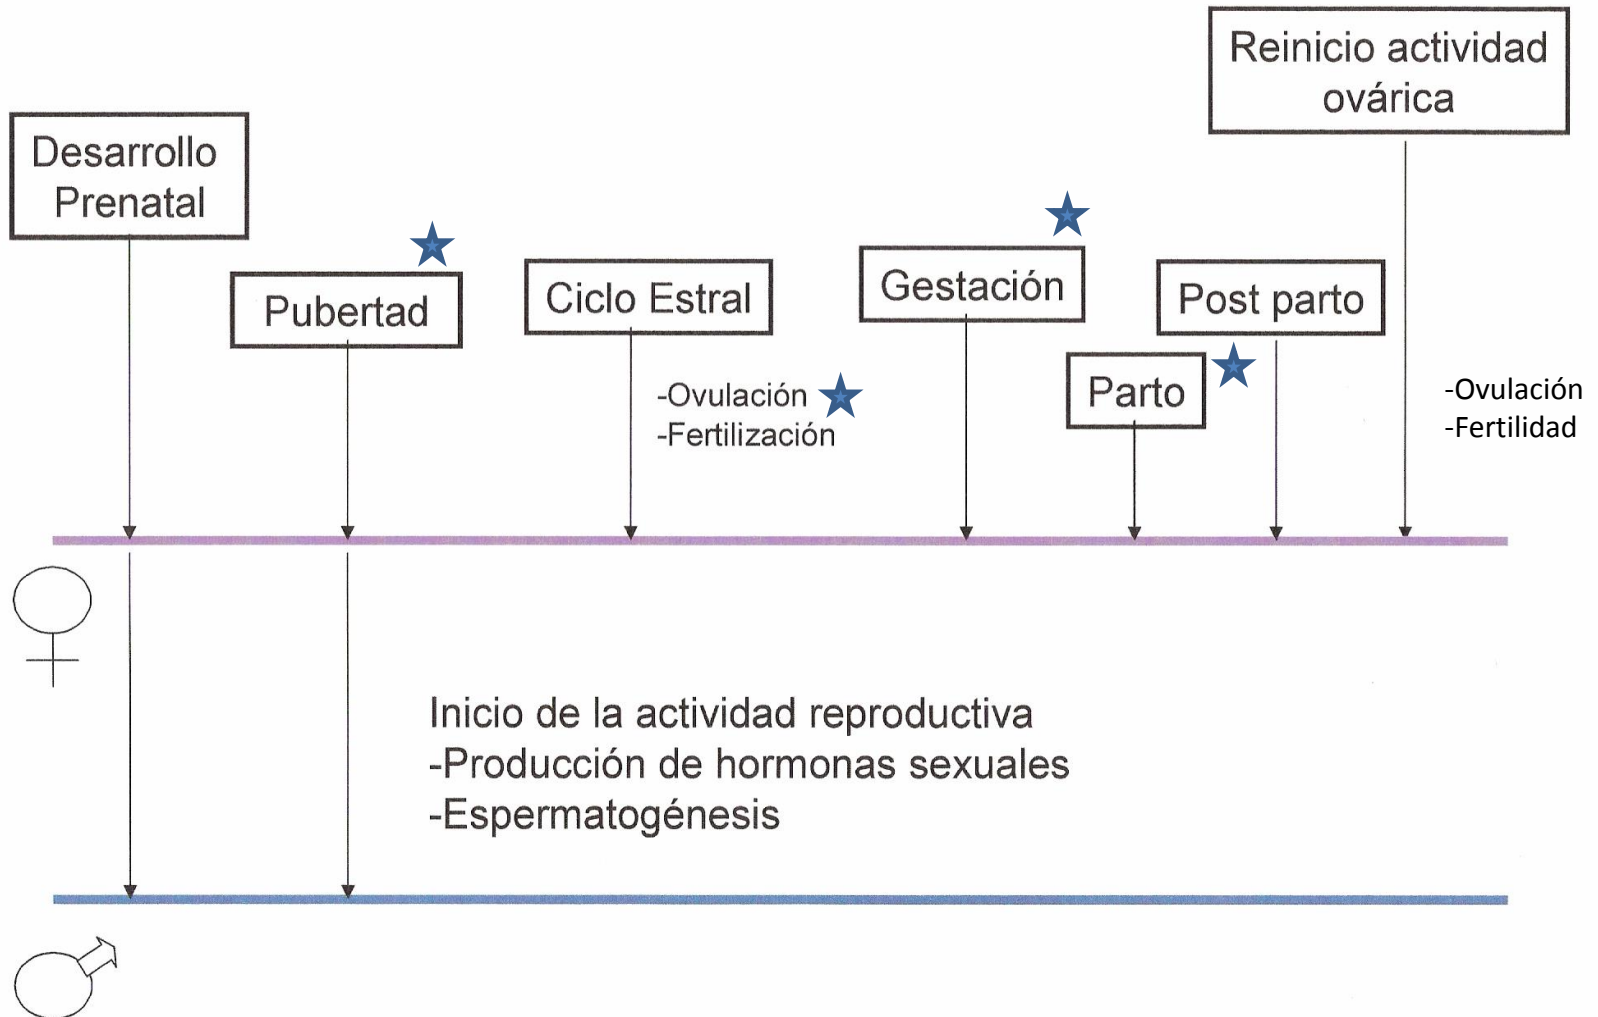 Reinicio actividad
ovárica
Desarrollo
Prenatal
Pubertad
Ciclo Estral
Gestación
Post parto
Parto
-Ovulación
-Fertilización
-Ovulación
-Fertilidad
Inicio de la actividad reproductiva
-Producción de hormonas sexuales
-Espermatogénesis